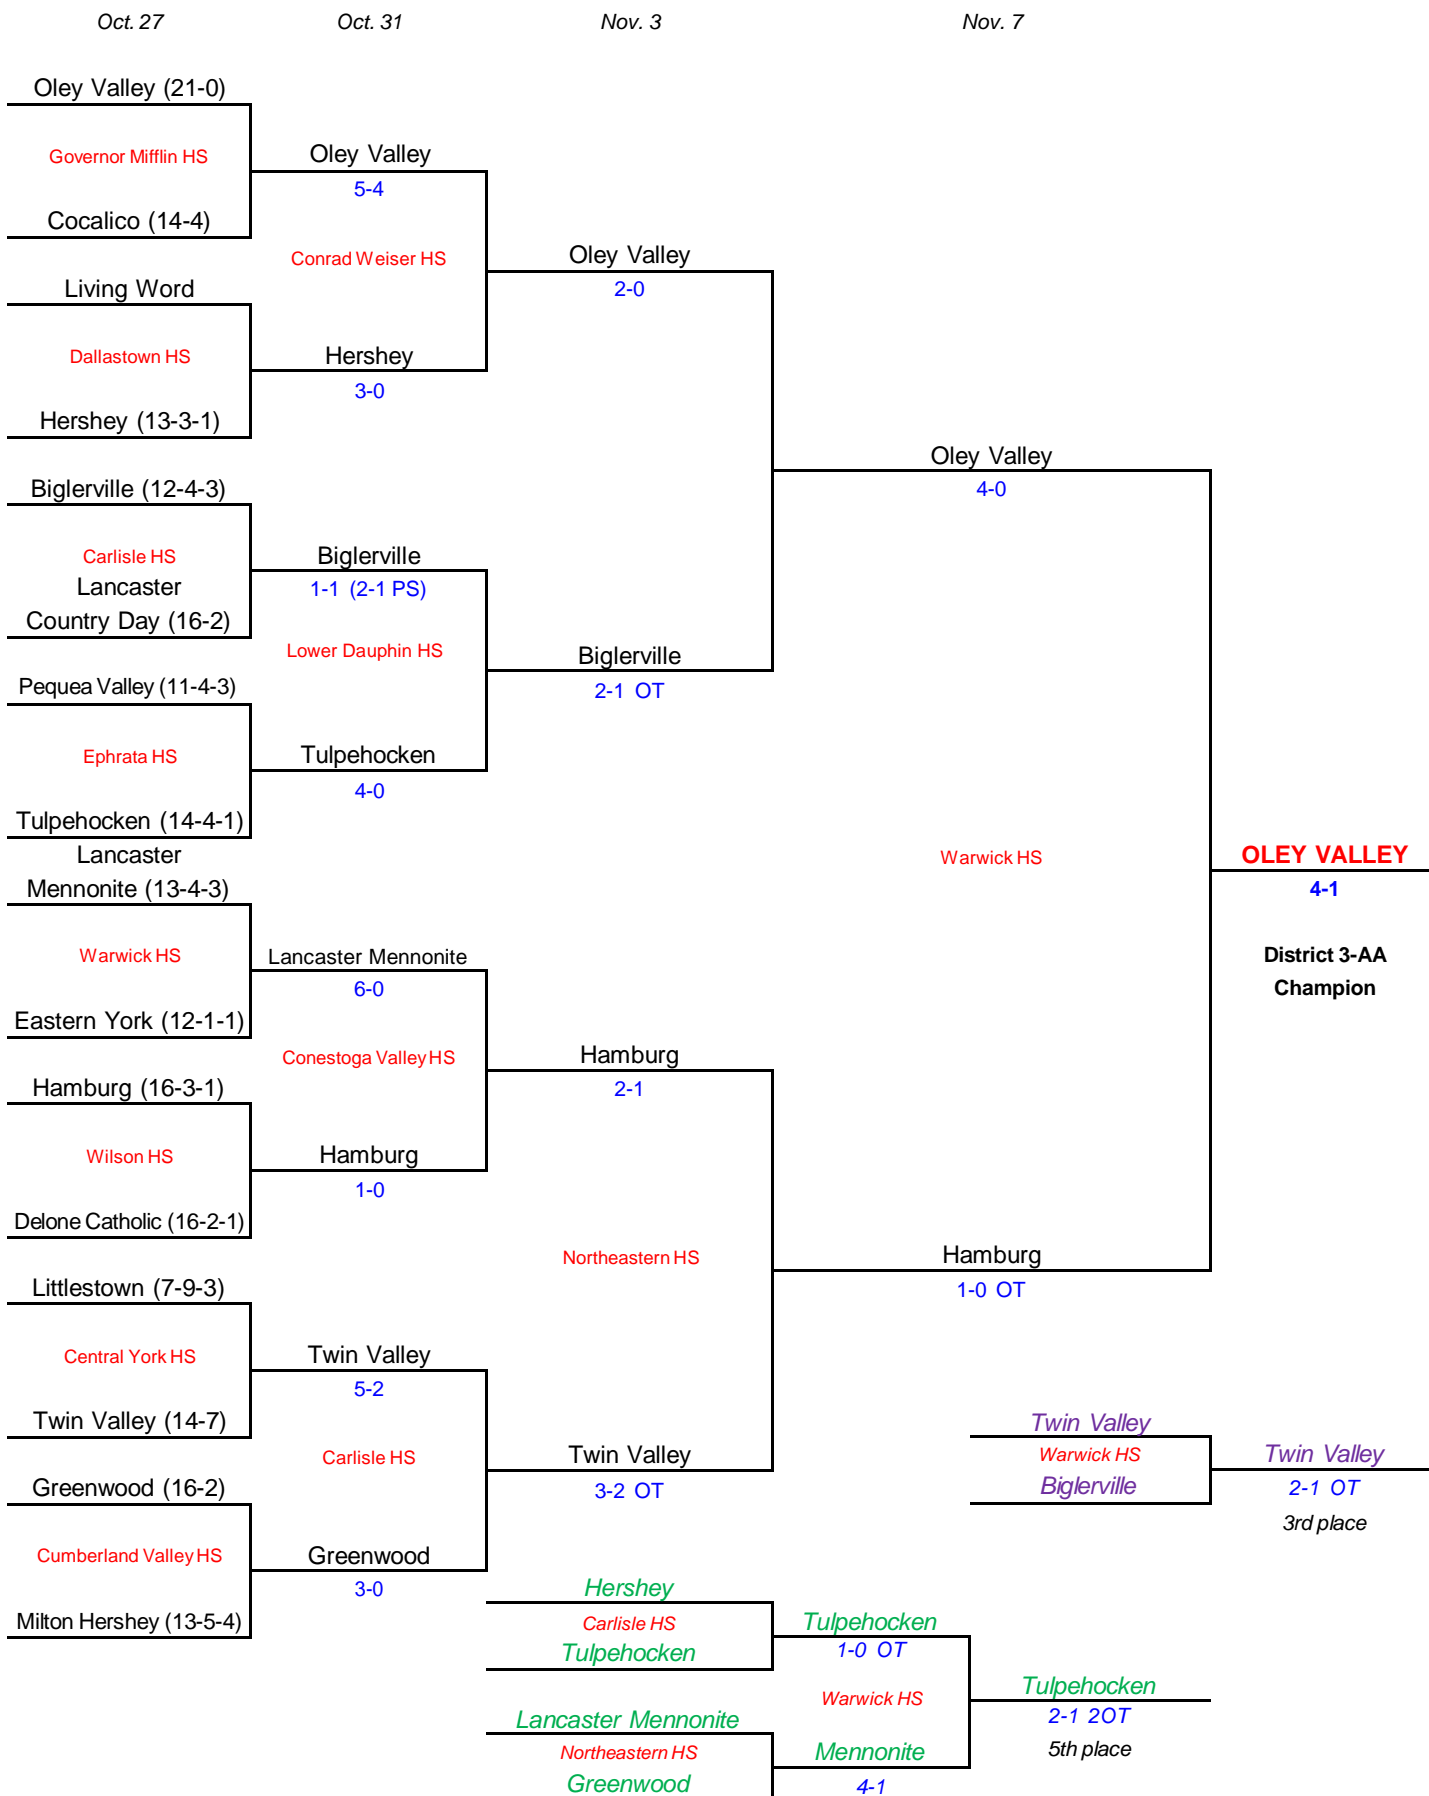 Oct. 27 Oct. 31 Nov. 3 Nov. 7
Oley Valley (21-0)
Governor Mifflin HS
Oley Valley
5-4
Cocalico (14-4)
Conrad Weiser HS
Oley Valley
2-0
Living Word
Dallastown HS
Hershey
3-0
Hershey (13-3-1)
Oley Valley
4-0
Biglerville (12-4-3)
Carlisle HS
Biglerville
1-1 (2-1 PS)
Lancaster
Country Day (16-2)
Lower Dauphin HS
Biglerville
2-1 OT
Pequea Valley (11-4-3)
Ephrata HS
Tulpehocken
4-0
Tulpehocken (14-4-1)
Warwick HS
OLEY VALLEY
4-1
District 3-AA
Champion
Lancaster
Mennonite (13-4-3)
Warwick HS
Lancaster Mennonite
6-0
Eastern York (12-1-1)
Conestoga Valley HS
Hamburg
2-1
Hamburg (16-3-1)
Wilson HS
Hamburg
1-0
Delone Catholic (16-2-1)
Northeastern HS
Hamburg
1-0 OT
Littlestown (7-9-3)
Central York HS
Twin Valley
5-2
Twin Valley (14-7)
Carlisle HS
Twin Valley
3-2 OT
Twin Valley
Warwick HS
Biglerville
Twin Valley
2-1 OT
3rd place
Greenwood (16-2)
Cumberland Valley HS
Greenwood
3-0
Milton Hershey (13-5-4)
Hershey
Carlisle HS
Tulpehocken
Tulpehocken
1-0 OT
Warwick HS
Tulpehocken
2-1 2OT
5th place
Lancaster Mennonite
Northeastern HS
Greenwood
Mennonite
4-1